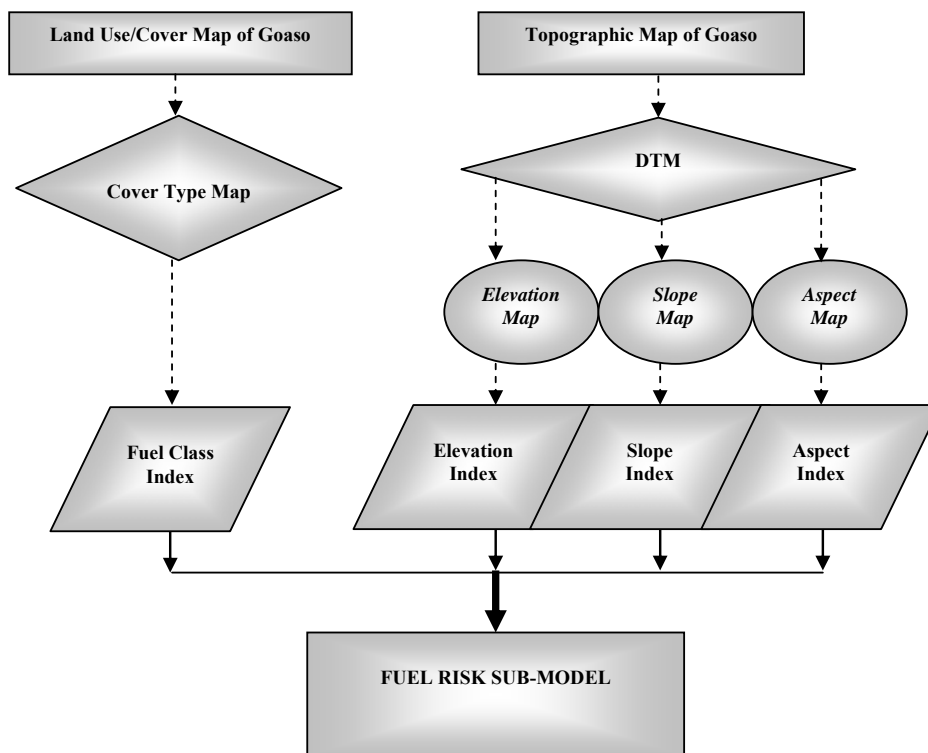 Land Use/Cover Map of Goaso
Topographic Map of Goaso
Cover Type Map
DTM
Elevation
Map
Slope
Map
Aspect
Map
Fuel Class
Index
Elevation
Index
Slope
Index
Aspect
Index
FUEL RISK SUB-MODEL